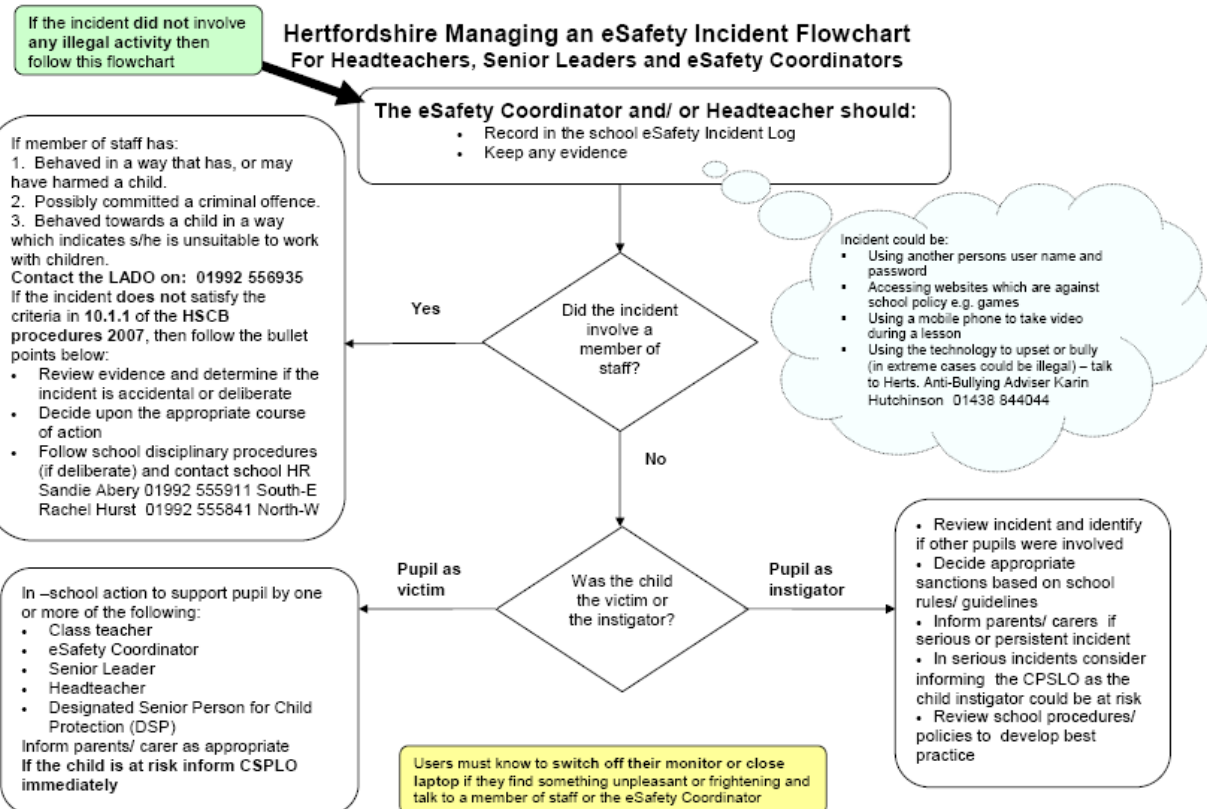 If the incident did not involve
any illegal activity then
follow this flowchart
Hertfordshire Managing an eSafety Incident Flowchart
For Headteachers, Senior Leaders and eSafety Coordinators
The eSafety Coordinator and/ or Headteacher should:
• Record in the school eSafety Incident Log
• Keep any evidence
If member of staff has:
1. Behaved in a way that has, or may
have harmed a child.
2. Possibly committed a criminal offence.
3. Behaved towards a child in a way
which indicates s/he is unsuitable to work
with children.
Contact the LADO on: 01992 556935
If the incident does not satisfy the
criteria in 10.1.1 of the HSCB
procedures 2007, then follow the bullet
points below:
• Review evidence and determine if the
incident is accidental or deliberate
• Decide upon the appropriate course
of action
• Follow school disciplinary procedures
(if deliberate) and contact school HR
Sandie Abery 01992 555911 South-E
Rachel Hurst 01992 555841 North-W
Yes
Did the incident
involve a
member of
staff?
Incident could be:
▪ Using another persons user name and
password
▪ Accessing websites which are against
school policy e.g. games
▪ Using a mobile phone to take video
during a lesson
▪ Using the technology to upset or bully
(in extreme cases could be illegal) – talk
to Herts. Anti-Bullying Adviser Karin
Hutchinson 01438 844044
No
In –school action to support pupil by one
or more of the following:
• Class teacher
• eSafety Coordinator
• Senior Leader
• Headteacher
• Designated Senior Person for Child
Protection (DSP)
Inform parents/ carer as appropriate
If the child is at risk inform CSPLO
immediately
Pupil as
victim
Was the child
the victim or
the instigator?
Pupil as
instigator
• Review incident and identify
if other pupils were involved
• Decide appropriate
sanctions based on school
rules/ guidelines
• Inform parents/ carers if
serious or persistent incident
• In serious incidents consider
informing the CPSLO as the
child instigator could be at risk
• Review school procedures/
policies to develop best
practice
Users must know to switch off their monitor or close
laptop if they find something unpleasant or frightening and
talk to a member of staff or the eSafety Coordinator